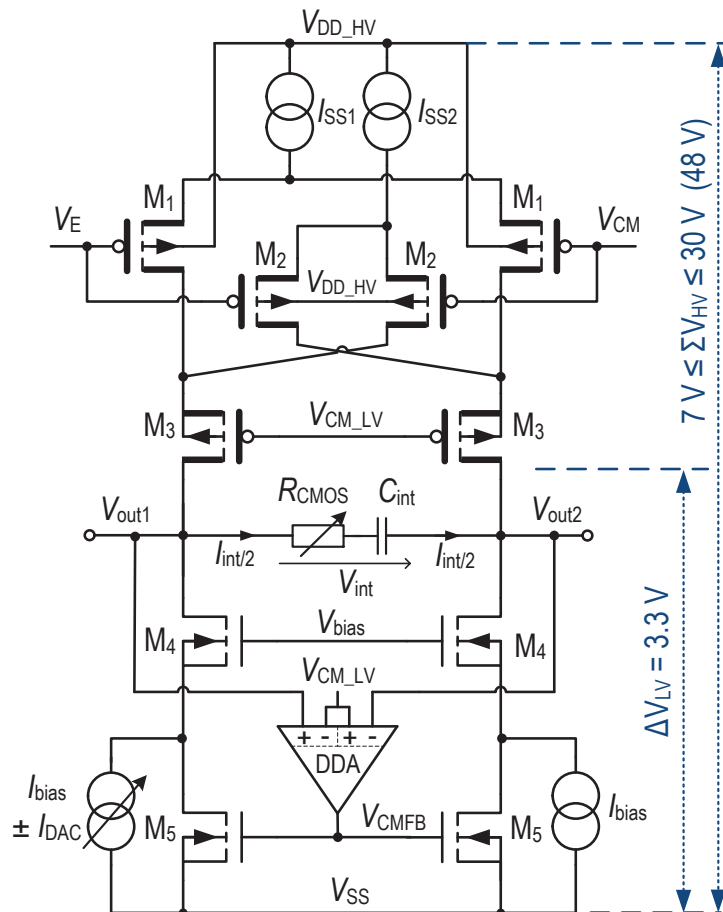 VDD_HV
ISS1
ISS2
M1
M1
VE
VCM
M2
M2
VDD_HV
M3
VCM_LV
M3
RCMOS
Cint
Vout1
Vout2
Iint/2
Iint/2
Vint
Vbias
M4
M4
VCM_LV
+ - + -
DDA
Ibias
± IDAC
Ibias
M5
VCMFB
M5
VSS
7 V ≤ ΣVHV ≤ 30 V (48 V)
ΔVLV = 3.3 V